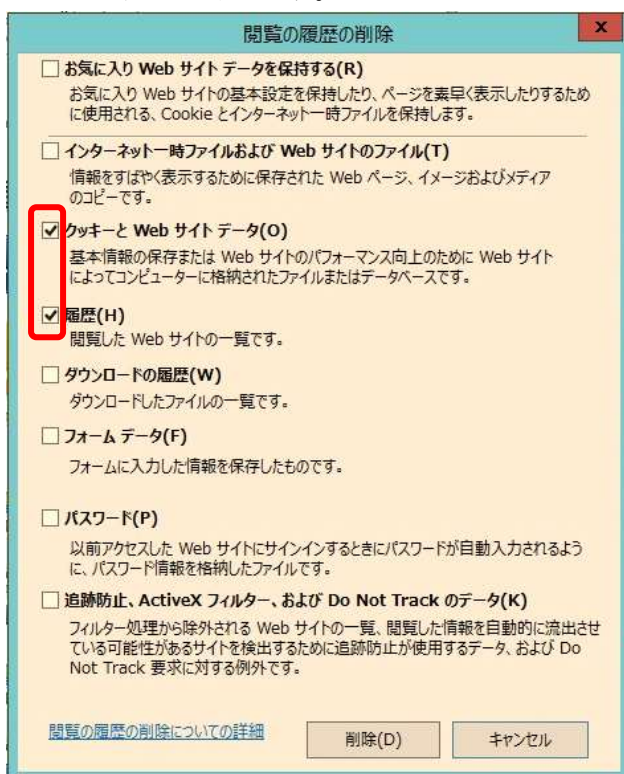 閲覧の履歴の削除
x
お気に入り Web サイト データを保持する(R)
お気に入り Web サイトの基本設定を保持したり、ページを素早く表示したりするため
に使用される、Cookie とインターネット一時ファイルを保持します。
インターネット一時ファイルおよび Web サイトのファイル(T)
情報をすばやく表示するために保存された Web ページ、イメージおよびメディア
のコピーです。
クッキーと Web サイト データ(O)
基本情報の保存または Web サイトのパフォーマンス向上のために Web サイト
によってコンピューターに格納されたファイルまたはデータベースです。
履歴(H)
閲覧した Web サイトの一覧です。
ダウンロードの履歴(W)
ダウンロードしたファイルの一覧です。
フォーム データ(F)
フォームに入力した情報を保存したものです。
パスワード(P)
以前アクセスした Web サイトにサインインするときにパスワードが自動入力されるよう
に、パスワード情報を格納したファイルです。
追跡防止、ActiveX フィルター、および Do Not Track のデータ(K)
フィルター処理から除外される Web サイトの一覧、閲覧した情報を自動的に流出させ
ている可能性があるサイトを検出するために追跡防止が使用するデータ、および Do
Not Track 要求に対する例外です。
閲覧の履歴の削除についての詳細
削除(D)
キャンセル